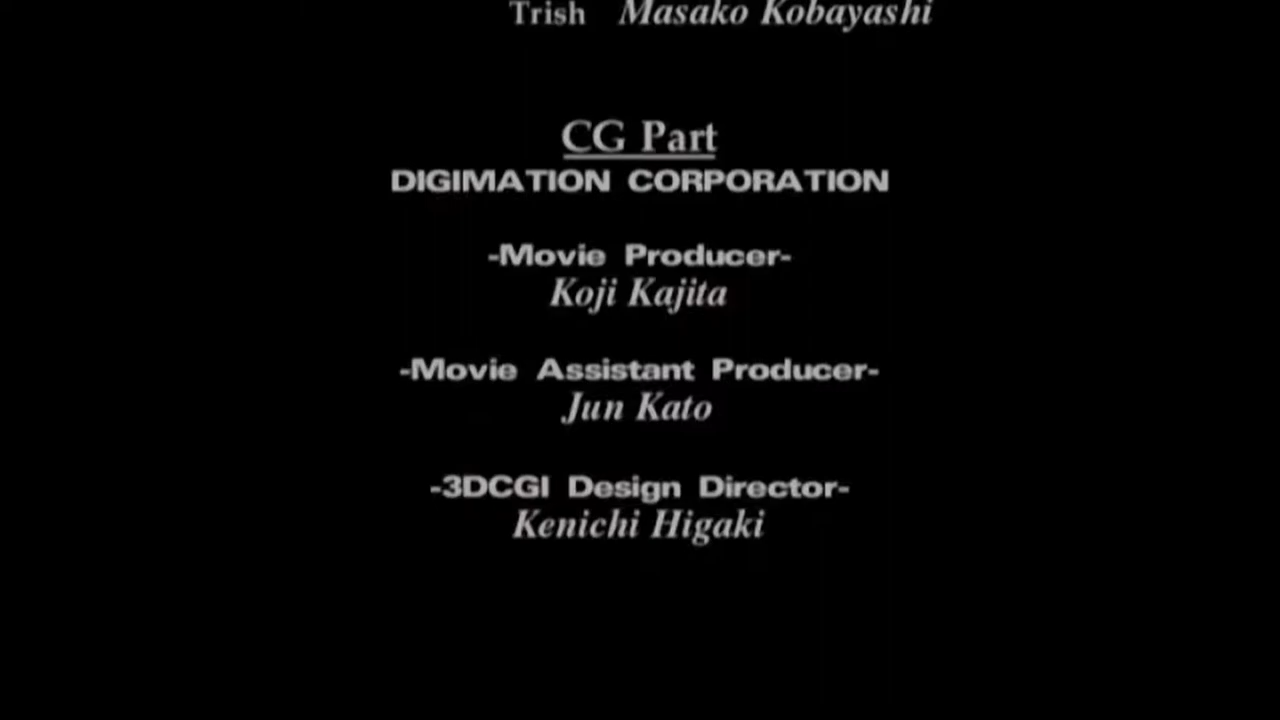 Trish Masako Kobayashi
CG Part
DIGIMATION CORPORATION
-Movie Producer-
Koji Kajita
-Movie Assistant Producer-
Jun Kato
-3DCGI Design Director-
Kenichi Higaki